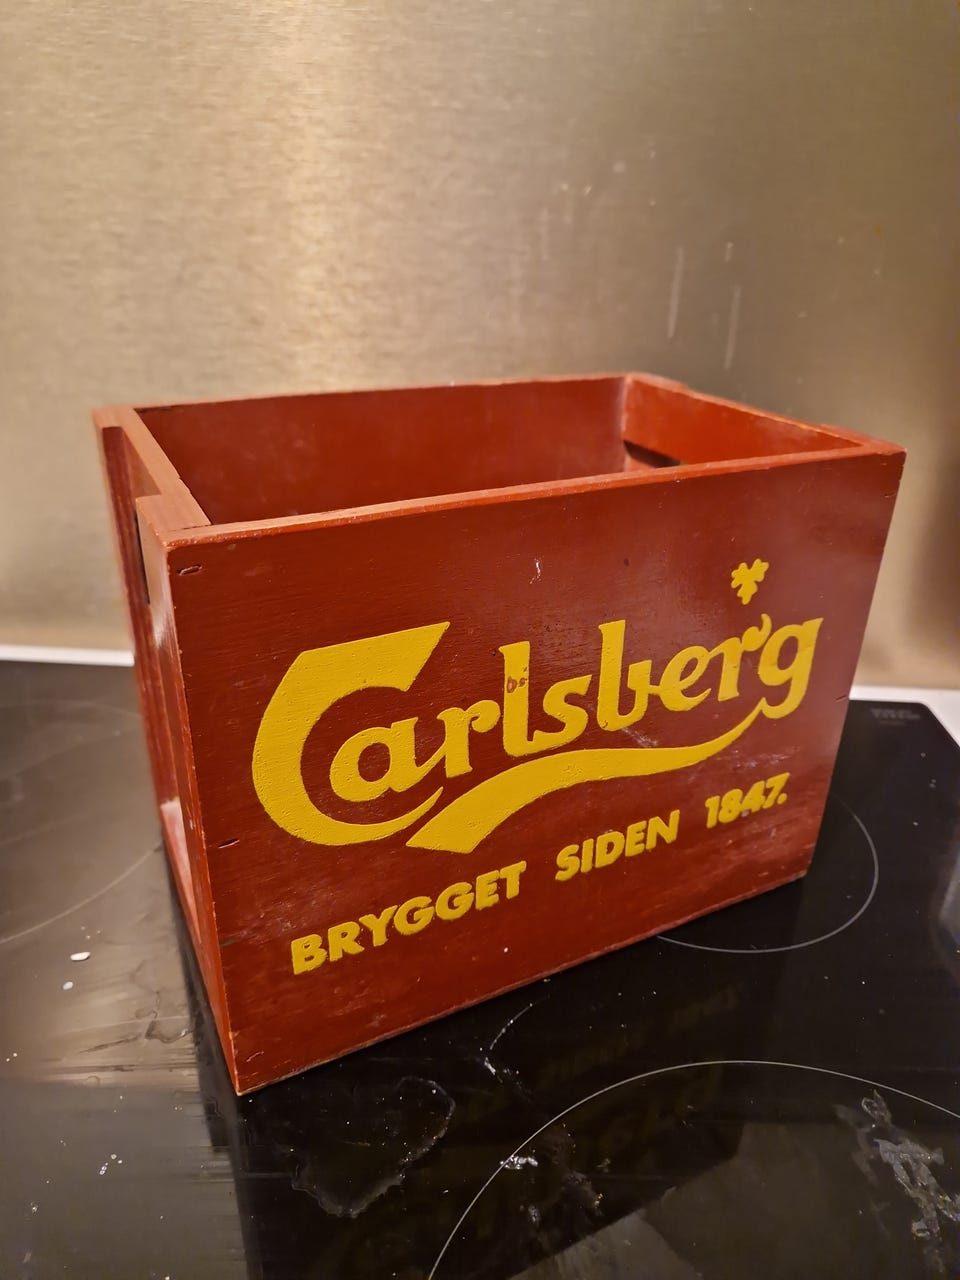 Carlsberg
BRYGGET SIDEN 1847.